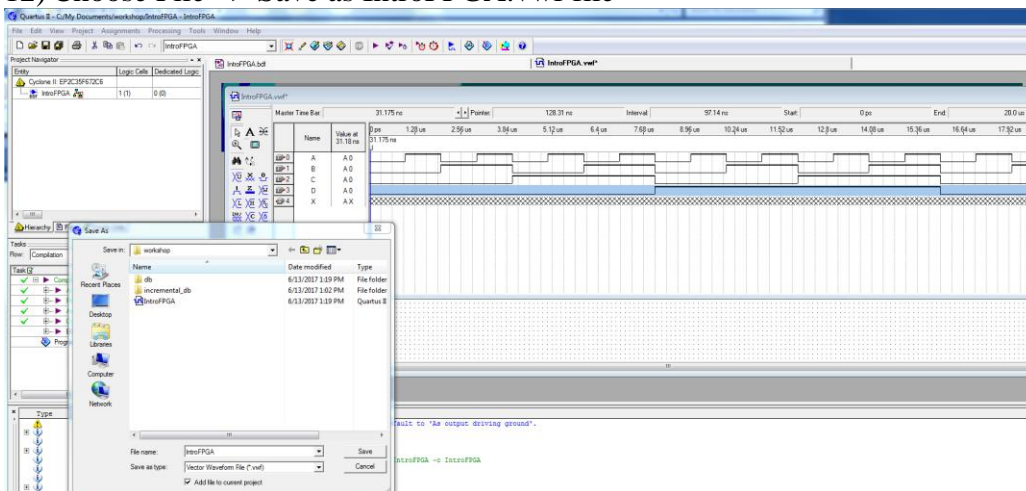 12) Choose File -> Save as IntroFPGA.vwf file
Quartus II - C:/My Documents/workshop/IntroFPGA - IntroFPGA
File Edit View Project Assignments Processing Tools Window Help
IntroFPGA
Project Navigator
Entity Logic Cells Dedicated Logic
Cyclone II: EP2C35F672C6
IntroFPGA 1 (1) 0 (0)
Hierarchy
IntroFPGA.bdf
IntroFPGA.vwf*
IntroFPGA.vwf*
Master Time Bar: 31.175 ns Pointer: 128.31 ns Interval: 97.14 ns Start: 0 ps End: 20.0 us
Name Value at 31.18 ns
0 ps 1.28 us 2.56 us 3.84 us 5.12 us 6.4 us 7.68 us 8.96 us 10.24 us 11.52 us 12.8 us 14.08 us 15.36 us 16.64 us 17.92 us
31.175 ns
0 A A 0
1 B A 0
2 C A 0
3 D A 0
4 X A X
Tasks
Flow: Compilation
Task
Save As
Save in: workshop
Name Date modified Type
db 6/13/2017 1:19 PM File folder
incremental_db 6/13/2017 1:02 PM File folder
IntroFPGA 6/13/2017 1:19 PM Quartus II
Recent Places
Desktop
Libraries
Computer
Network
File name: IntroFPGA Save
Save as type: Vector Waveform File (*.vwf) Cancel
Add file to current project
Type
to "As output driving ground".
IntroFPGA -c IntroFPGA